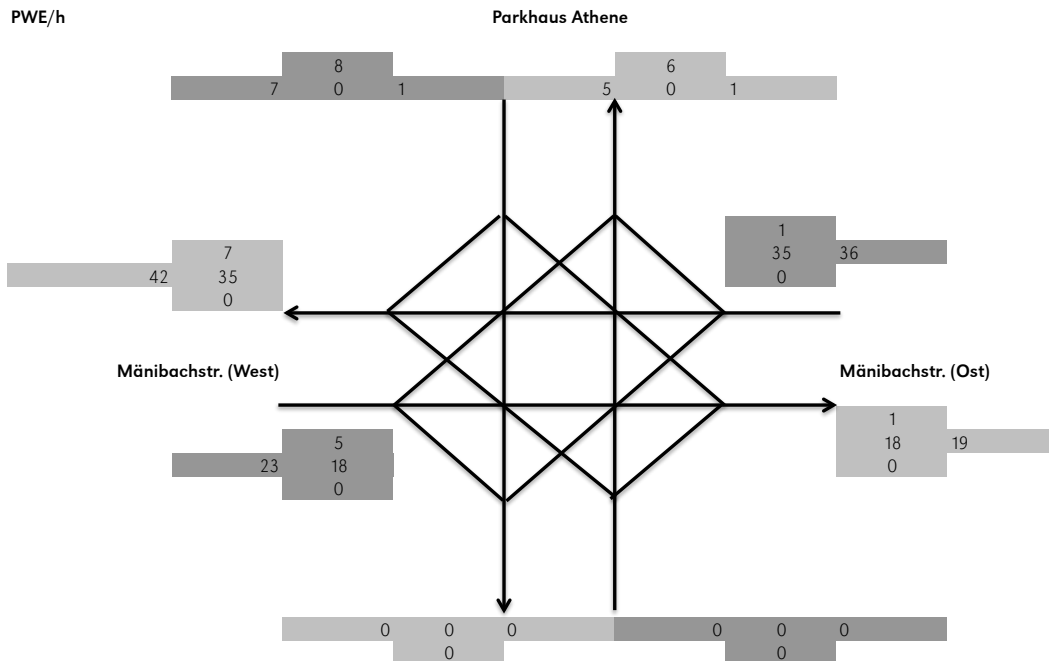 PWE/h
Parkhaus Athene
8
7 0 1
6
5 0 1
1
35 36
0
7
42 35
0
Mänibachstr. (West)
Mänibachstr. (Ost)
5
23 18
0
1
18 19
0
0 0 0
0
0 0 0
0